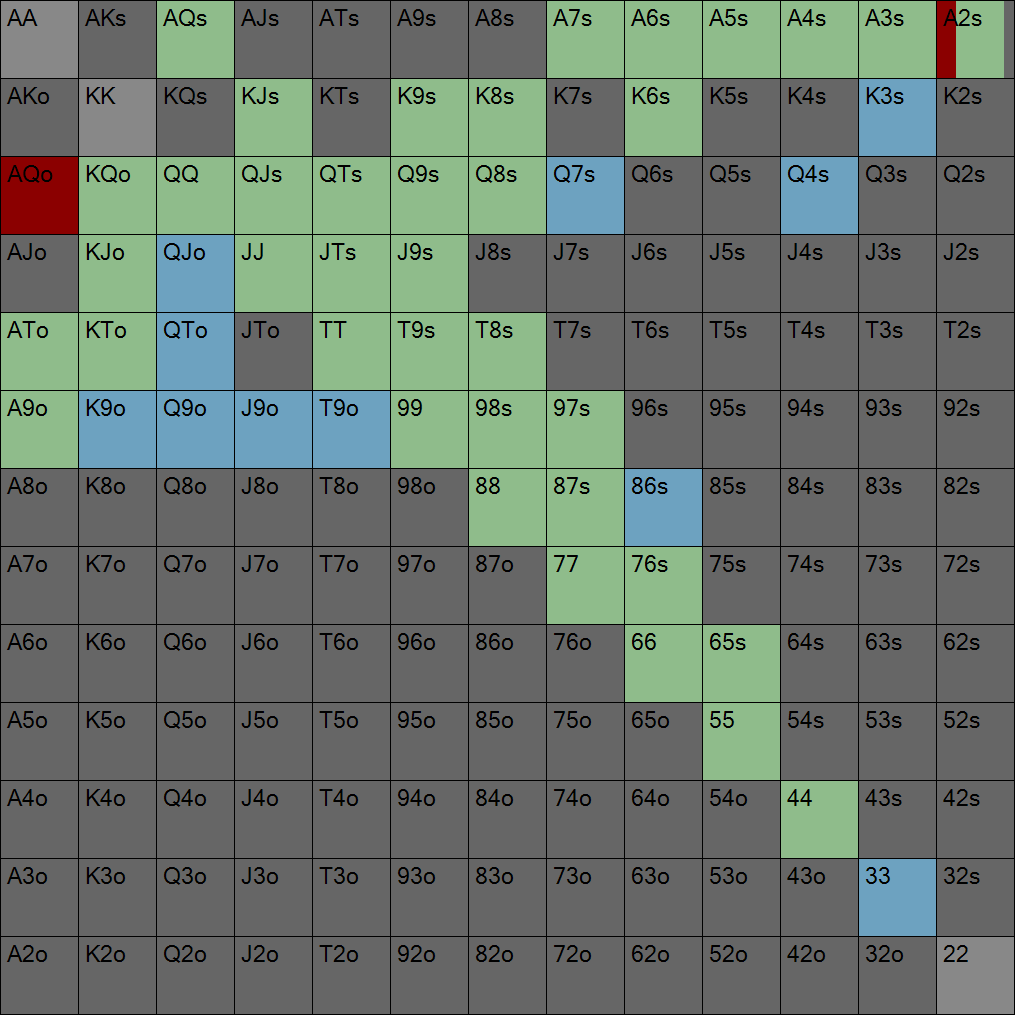 AA AKs AQs AJs ATs A9s A8s A7s A6s A5s A4s A3s A2s
AKo KK KQs KJs KTs K9s K8s K7s K6s K5s K4s K3s K2s
AQo KQo QQ QJs QTs Q9s Q8s Q7s Q6s Q5s Q4s Q3s Q2s
AJo KJo QJo JJ JTs J9s J8s J7s J6s J5s J4s J3s J2s
ATo KTo QTo JTo TT T9s T8s T7s T6s T5s T4s T3s T2s
A9o K9o Q9o J9o T9o 99 98s 97s 96s 95s 94s 93s 92s
A8o K8o Q8o J8o T8o 98o 88 87s 86s 85s 84s 83s 82s
A7o K7o Q7o J7o T7o 97o 87o 77 76s 75s 74s 73s 72s
A6o K6o Q6o J6o T6o 96o 86o 76o 66 65s 64s 63s 62s
A5o K5o Q5o J5o T5o 95o 85o 75o 65o 55 54s 53s 52s
A4o K4o Q4o J4o T4o 94o 84o 74o 64o 54o 44 43s 42s
A3o K3o Q3o J3o T3o 93o 83o 73o 63o 53o 43o 33 32s
A2o K2o Q2o J2o T2o 92o 82o 72o 62o 52o 42o 32o 22